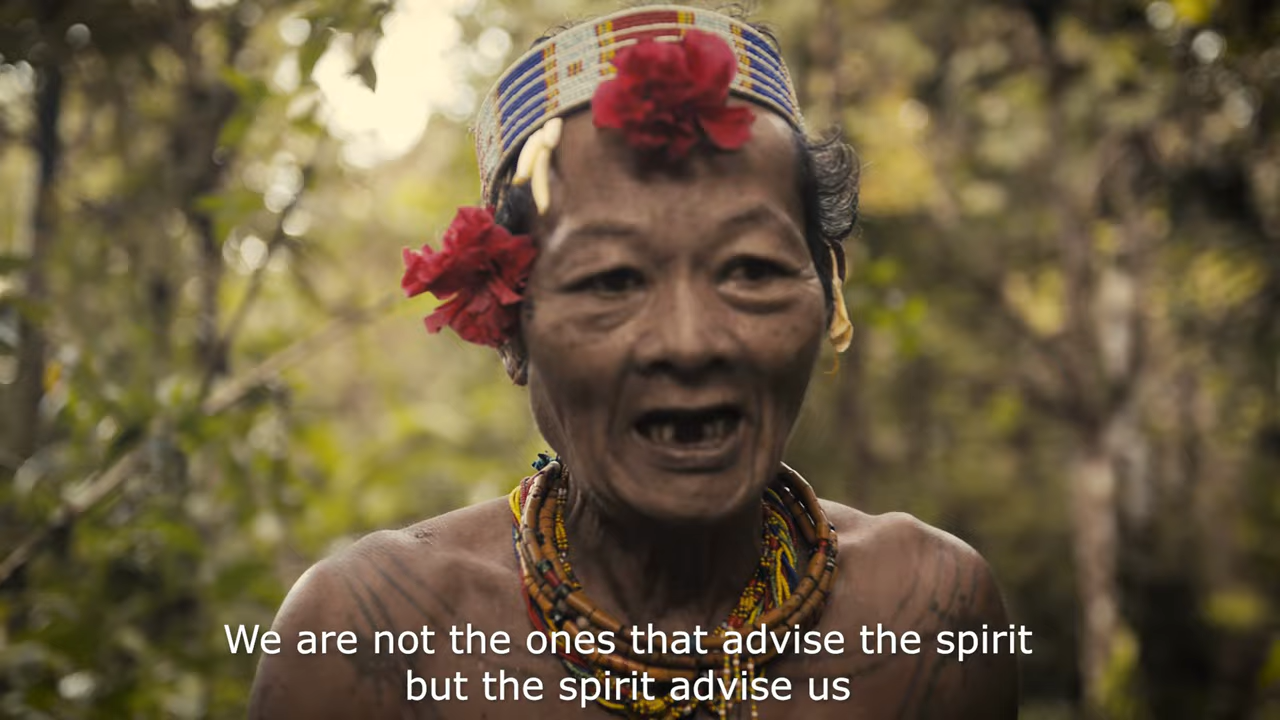 We are not the ones that advise the spirit
but the spirit advise us